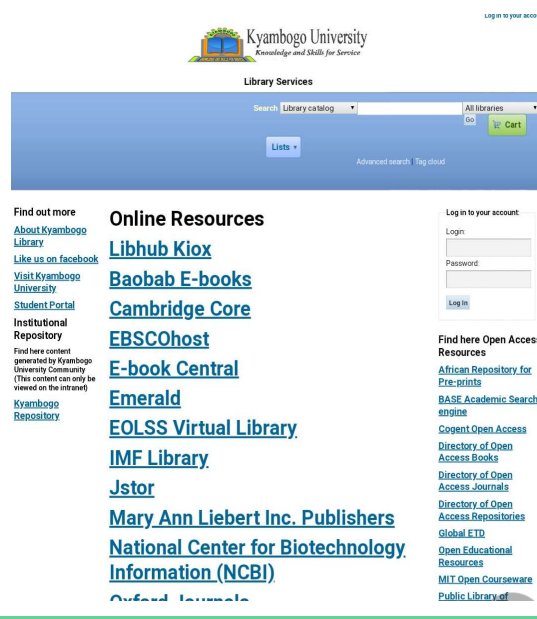 Log in to your acco
Kyambogo University
Knowledge and Skills for Service
Library Services
Search Library catalog All libraries
Go
Cart
Lists
Advanced search | Tag cloud
Find out more
About Kyambogo
Library
Like us on facebook
Visit Kyambogo
University
Student Portal
Institutional
Repository
Find here content
generated by Kyambogo
University Community
(This content can only be
viewed on the intranet)
Kyambogo
Repository
Online Resources
Libhub Kiox
Baobab E-books
Cambridge Core
EBSCOhost
E-book Central
Emerald
EOLSS Virtual Library
IMF Library
Jstor
Mary Ann Liebert Inc. Publishers
National Center for Biotechnology
Information (NCBI)
Oxford Journals
Log in to your account:
Login:
Password:
Log In
Find here Open Acces
Resources
African Repository for
Pre-prints
BASE Academic Search
engine
Cogent Open Access
Directory of Open
Access Books
Directory of Open
Access Journals
Directory of Open
Access Repositories
Global ETD
Open Educational
Resources
MIT Open Courseware
Public Library of